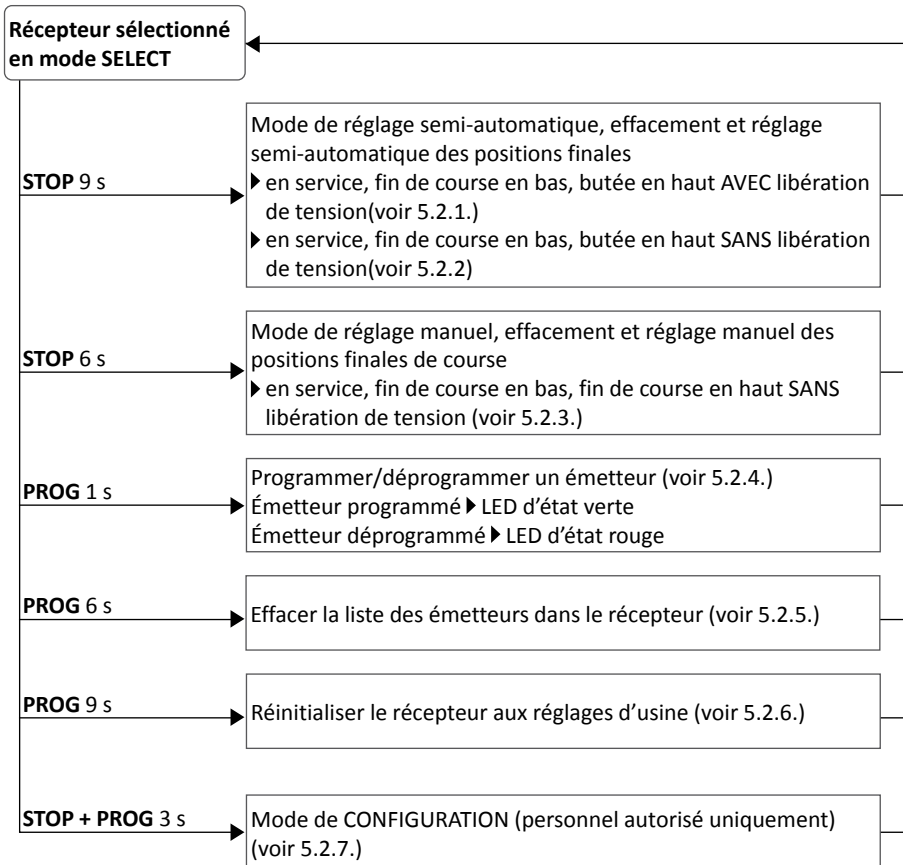 Récepteur sélectionné
en mode SELECT
STOP 9 s
Mode de réglage semi-automatique, effacement et réglage
semi-automatique des positions finales
en service, fin de course en bas, butée en haut AVEC libération
de tension(voir 5.2.1.)
en service, fin de course en bas, butée en haut SANS libération
de tension(voir 5.2.2)
STOP 6 s
Mode de réglage manuel, effacement et réglage manuel des
positions finales de course
en service, fin de course en bas, fin de course en haut SANS
libération de tension (voir 5.2.3.)
PROG 1 s
Programmer/déprogrammer un émetteur (voir 5.2.4.)
Émetteur programmé LED d’état verte
Émetteur déprogrammé LED d’état rouge
PROG 6 s
Effacer la liste des émetteurs dans le récepteur (voir 5.2.5.)
PROG 9 s
Réinitialiser le récepteur aux réglages d’usine (voir 5.2.6.)
STOP + PROG 3 s
Mode de CONFIGURATION (personnel autorisé uniquement)
(voir 5.2.7.)